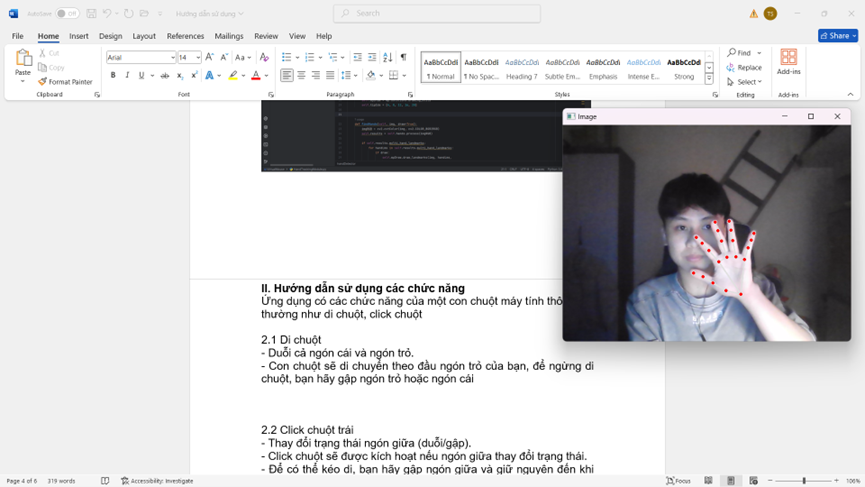 AutoSave Off Hướng dẫn sử dụng Search TS
File Home Insert Design Layout References Mailings Review View Help Share
Paste Cut Copy Format Painter
Arial 14
AaBbCcDdI AaBbCcDdI AaBbCcDdI AaBbCcDdI AaBbCcDdI AaBbCcDdI AaBbCcDdI
¶ Normal ¶ No Spac... Heading 7 Subtle Em... Emphasis Intense E... Strong
Find Replace Select Add-ins
Clipboard Font Paragraph Styles Editing Add-ins
Image
II. Hướng dẫn sử dụng các chức năng
Ứng dụng có các chức năng của một con chuột máy tính
thường như di chuột, click chuột
2.1 Di chuột
- Duỗi cả ngón cái và ngón trỏ.
- Con chuột sẽ di chuyển theo đầu ngón trỏ của bạn, để ngừng di
chuột, bạn hãy gập ngón trỏ hoặc ngón cái
2.2 Click chuột trái
- Thay đổi trạng thái ngón giữa (duỗi/gập).
- Click chuột sẽ được kích hoạt nếu ngón giữa thay đổi trạng thái.
- Để có thể kéo di, bạn hãy gập ngón giữa và giữ nguyên đến khi
Page 4 of 6 319 words Accessibility: Investigate Focus 106%